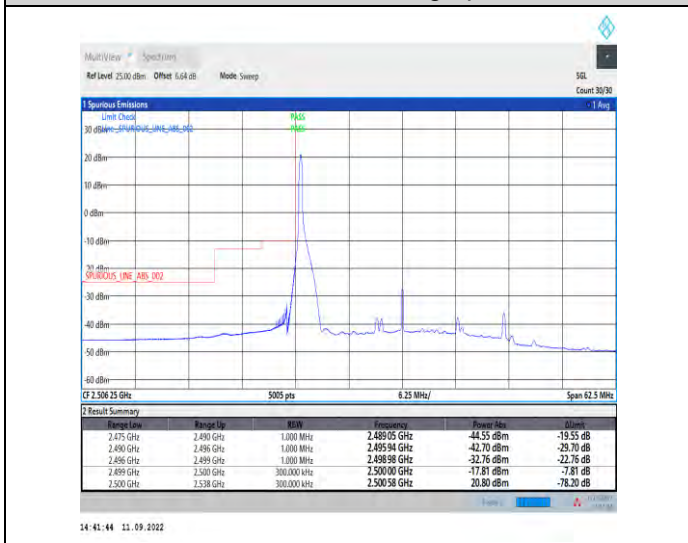 MultiView Spectrum
Ref Level 25.00 dBm Offset 6.64 dB Mode Sweep SGL
Count 30/30
1 Spurious Emissions 1 Avg
Limit Check PASS
30 dBm Line _SPURIOUS_LINE_ABS_002 PASS
20 dBm
10 dBm
0 dBm
-10 dBm
-20 dBm
SPURIOUS_LINE_ABS_002
-30 dBm
-40 dBm
-50 dBm
-60 dBm
CF 2.506 25 GHz 5005 pts 6.25 MHz/ Span 62.5 MHz
2 Result Summary
Range Low Range Up RBW Frequency Power Abs ΔLimit
2.475 GHz 2.490 GHz 1.000 MHz 2.489 05 GHz -44.55 dBm -19.55 dB
2.490 GHz 2.496 GHz 1.000 MHz 2.495 94 GHz -42.70 dBm -29.70 dB
2.496 GHz 2.499 GHz 1.000 MHz 2.498 98 GHz -32.76 dBm -22.76 dB
2.499 GHz 2.500 GHz 300.000 kHz 2.500 00 GHz -17.81 dBm -7.81 dB
2.500 GHz 2.538 GHz 300.000 kHz 2.500 58 GHz 20.80 dBm -78.20 dB
14:41:44 11.09.2022